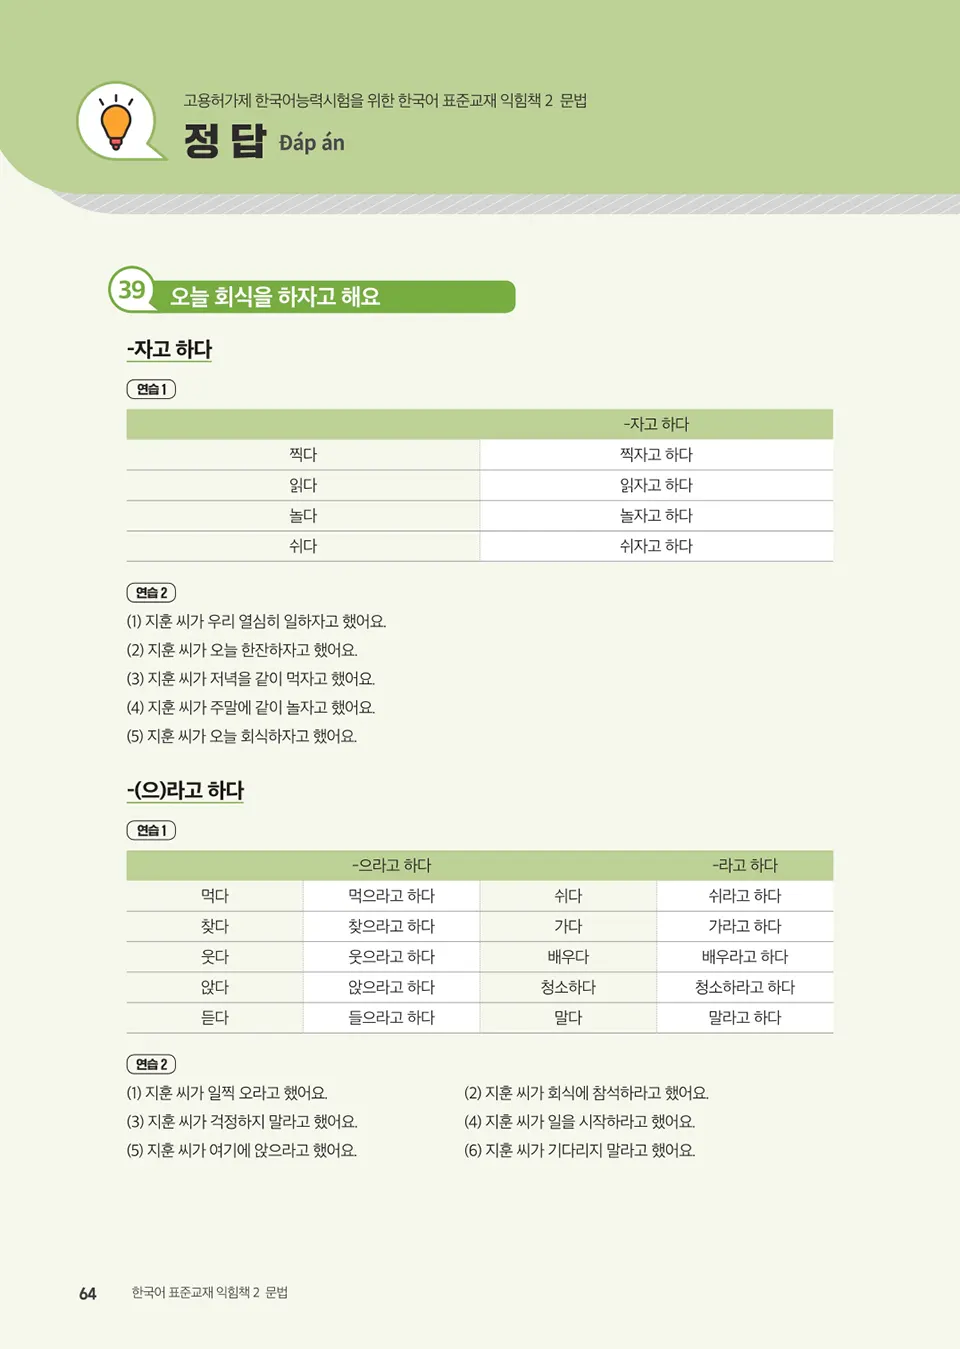 고용허가제 한국어능력시험을 위한 한국어 표준교재 익힘책 2 문법
정답 Đáp án
39 오늘 회식을 하자고 해요
-자고 하다
연습 1
-자고 하다
찍다 찍자고 하다
읽다 읽자고 하다
놀다 놀자고 하다
쉬다 쉬자고 하다
연습 2
(1) 지훈 씨가 우리 열심히 일하자고 했어요.
(2) 지훈 씨가 오늘 한잔하자고 했어요.
(3) 지훈 씨가 저녁을 같이 먹자고 했어요.
(4) 지훈 씨가 주말에 같이 놀자고 했어요.
(5) 지훈 씨가 오늘 회식하자고 했어요.
-(으)라고 하다
연습 1
-으라고 하다 -라고 하다
먹다 먹으라고 하다 쉬다 쉬라고 하다
찾다 찾으라고 하다 가다 가라고 하다
웃다 웃으라고 하다 배우다 배우라고 하다
앉다 앉으라고 하다 청소하다 청소하라고 하다
듣다 들으라고 하다 말다 말라고 하다
연습 2
(1) 지훈 씨가 일찍 오라고 했어요. (2) 지훈 씨가 회식에 참석하라고 했어요.
(3) 지훈 씨가 걱정하지 말라고 했어요. (4) 지훈 씨가 일을 시작하라고 했어요.
(5) 지훈 씨가 여기에 앉으라고 했어요. (6) 지훈 씨가 기다리지 말라고 했어요.
64 한국어 표준교재 익힘책 2 문법